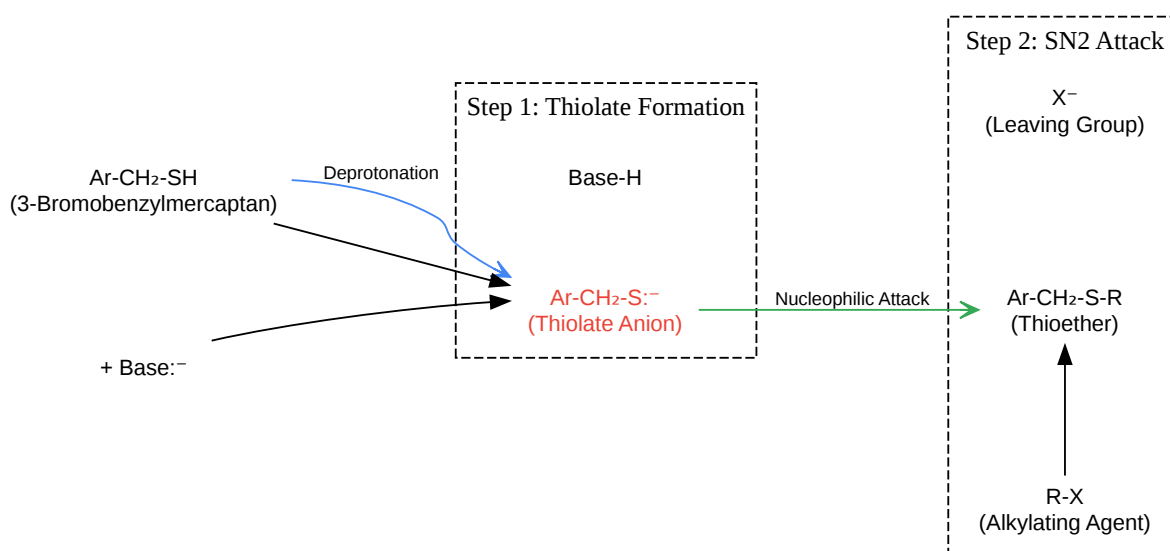 Step 2: SN2 Attack
X⁻
(Leaving Group)
Step 1: Thiolate Formation
Deprotonation
Ar-CH₂-SH
(3-Bromobenzylmercaptan)
Base-H
Ar-CH₂-S:⁻
(Thiolate Anion)
Nucleophilic Attack
Ar-CH₂-S-R
(Thioether)
+ Base:⁻
R-X
(Alkylating Agent)